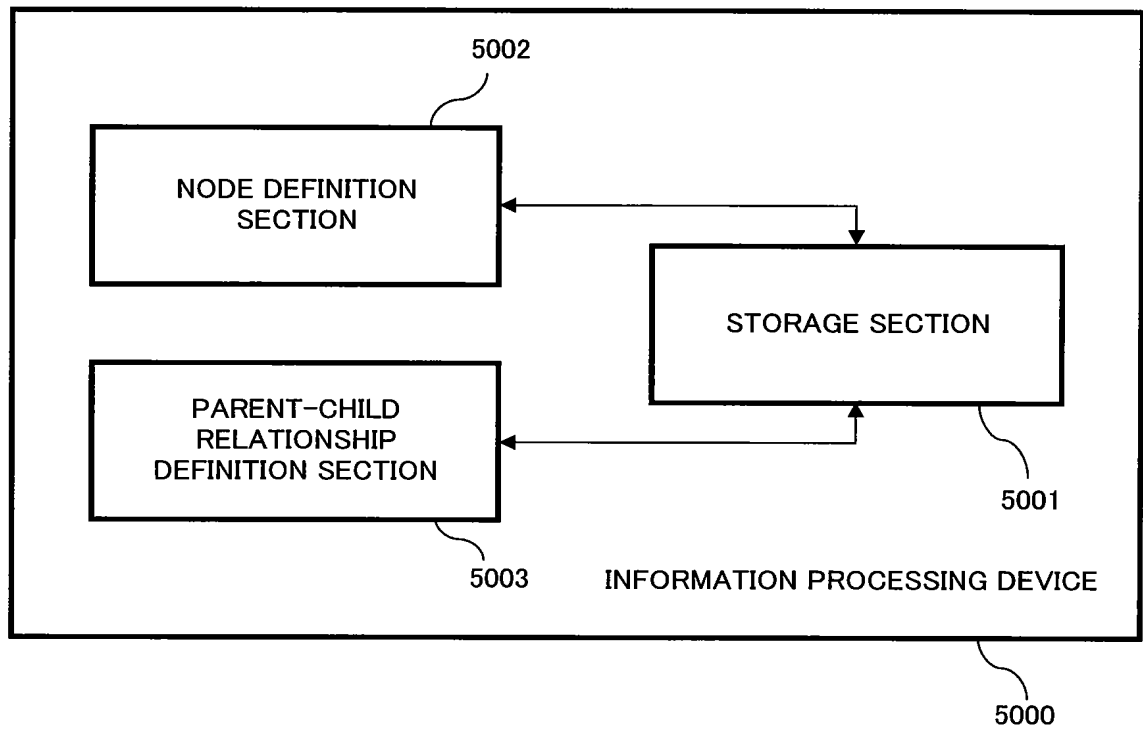 5002
NODE DEFINITION
SECTION
STORAGE SECTION
PARENT-CHILD
RELATIONSHIP
DEFINITION SECTION
5001
5003
INFORMATION PROCESSING DEVICE
5000